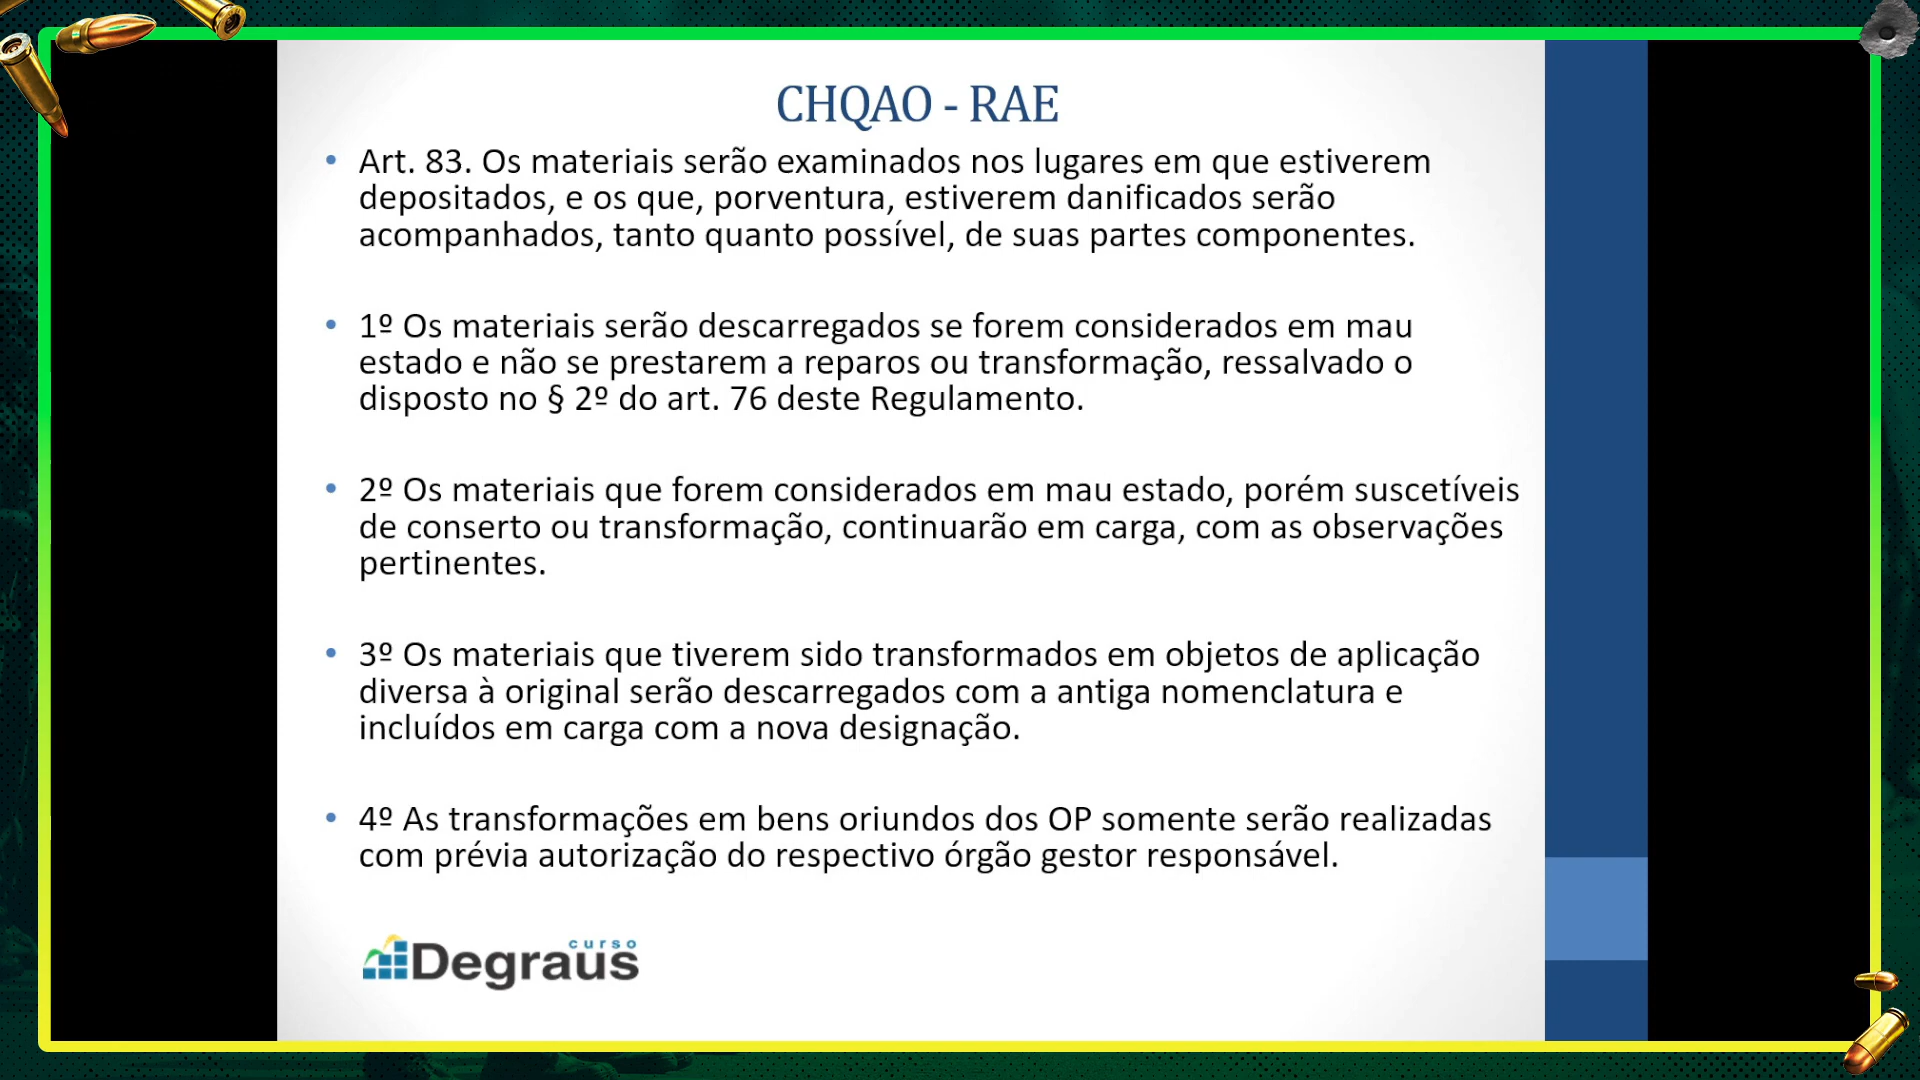 CHQAO - RAE
• Art. 83. Os materiais serão examinados nos lugares em que estiverem
depositados, e os que, porventura, estiverem danificados serão
acompanhados, tanto quanto possível, de suas partes componentes.
• 1º Os materiais serão descarregados se forem considerados em mau
estado e não se prestarem a reparos ou transformação, ressalvado o
disposto no § 2º do art. 76 deste Regulamento.
• 2º Os materiais que forem considerados em mau estado, porém suscetíveis
de conserto ou transformação, continuarão em carga, com as observações
pertinentes.
• 3º Os materiais que tiverem sido transformados em objetos de aplicação
diversa à original serão descarregados com a antiga nomenclatura e
incluídos em carga com a nova designação.
• 4º As transformações em bens oriundos dos OP somente serão realizadas
com prévia autorização do respectivo órgão gestor responsável.
curso
Degraus